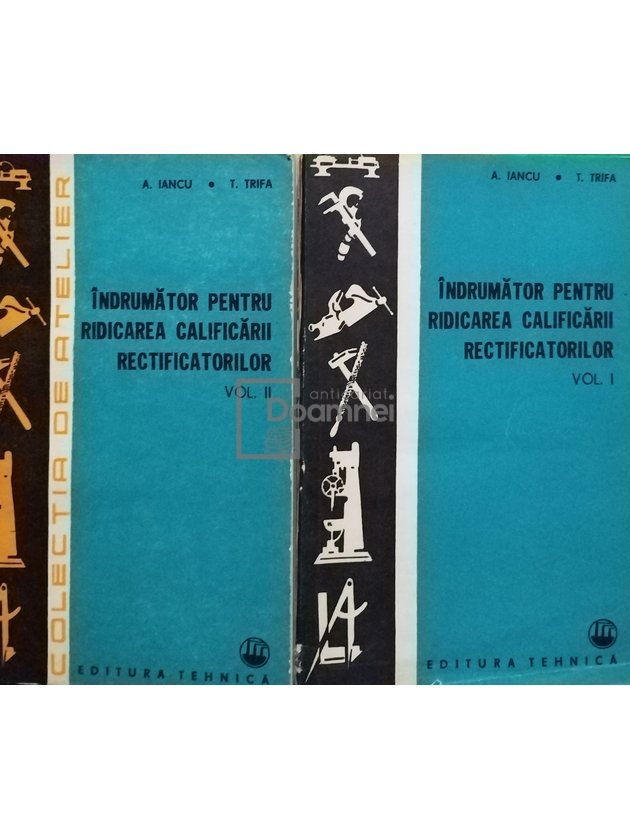 A. IANCU • T. TRIFA
ÎNDRUMĂTOR PENTRU
RIDICAREA CALIFICĂRII
RECTIFICATORILOR
VOL. II
EDITURA TEHNICĂ
COLECȚIA DE ATELIER
A. IANCU • T. TRIFA
ÎNDRUMĂTOR PENTRU
RIDICAREA CALIFICĂRII
RECTIFICATORILOR
VOL. I
EDITURA TEHNICĂ
antichariat
Doamnei